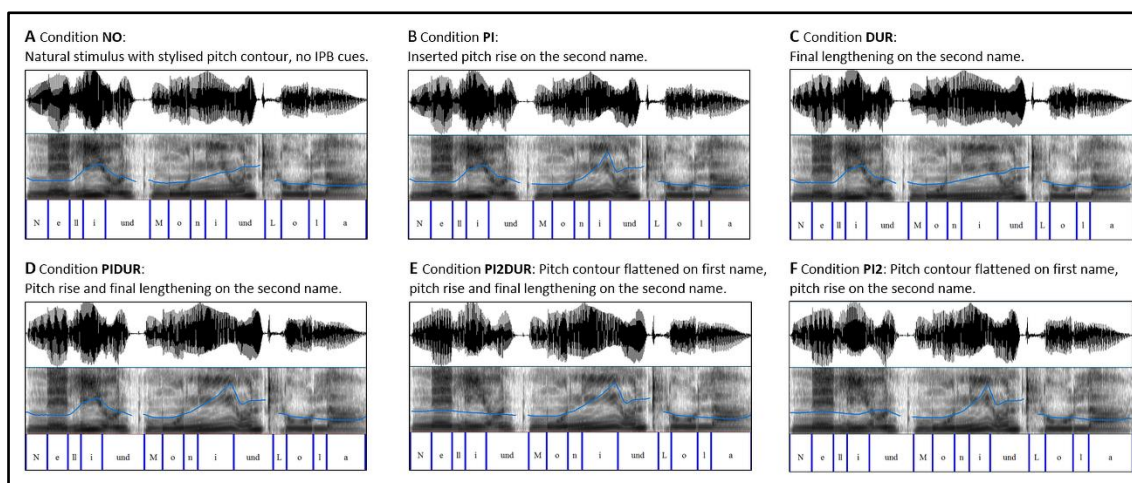 A Condition NO:
Natural stimulus with stylised pitch contour, no IPB cues.
N e ll i und M o n i und L o l a
B Condition PI:
Inserted pitch rise on the second name.
N e ll i und M o n i und L o l a
C Condition DUR:
Final lengthening on the second name.
N e ll i und M o n i und L o l a
D Condition PIDUR:
Pitch rise and final lengthening on the second name.
N e ll i und M o n i und L o l a
E Condition PI2DUR: Pitch contour flattened on first name,
pitch rise and final lengthening on the second name.
N e ll i und M o n i und L o l a
F Condition PI2: Pitch contour flattened on first name,
pitch rise on the second name.
N e ll i und M o n i und L o l a